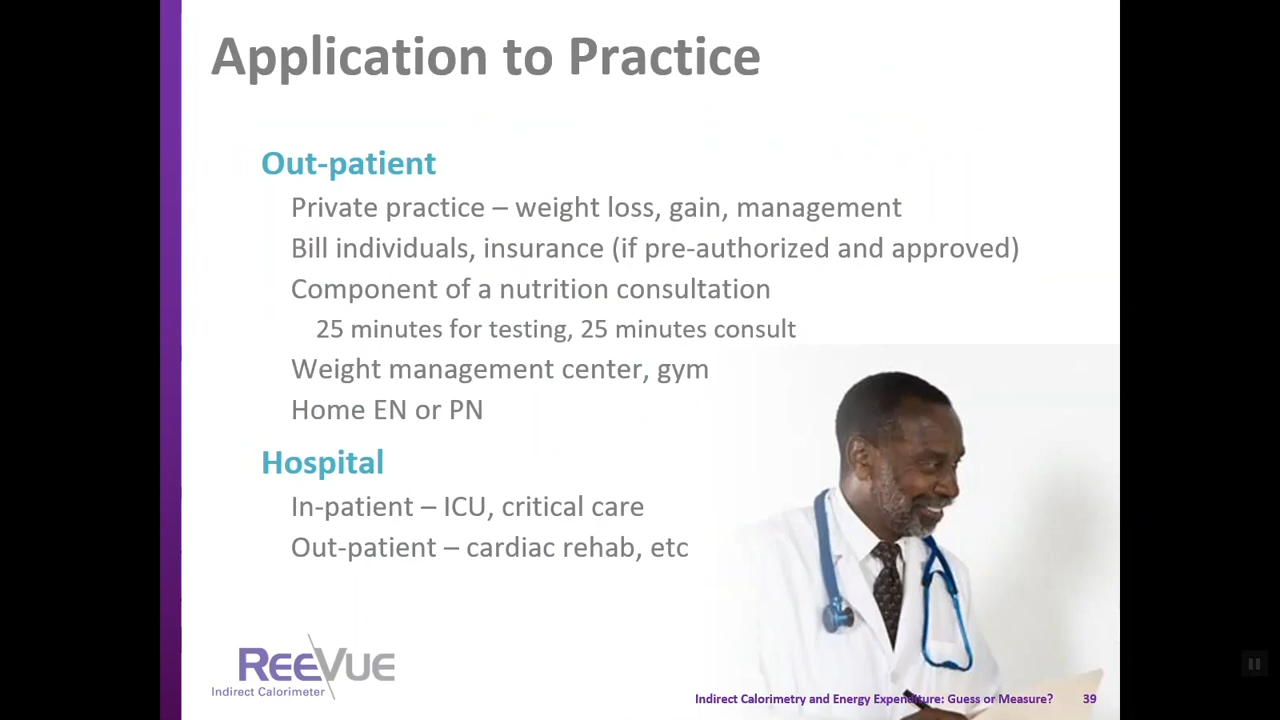 Application to Practice
Out-patient
Private practice – weight loss, gain, management
Bill individuals, insurance (if pre-authorized and approved)
Component of a nutrition consultation
25 minutes for testing, 25 minutes consult
Weight management center, gym
Home EN or PN
Hospital
In-patient – ICU, critical care
Out-patient – cardiac rehab, etc
REEVUE
Indirect Calorimeter
Indirect Calorimetry and Energy Expenditure: Guess or Measure? 39